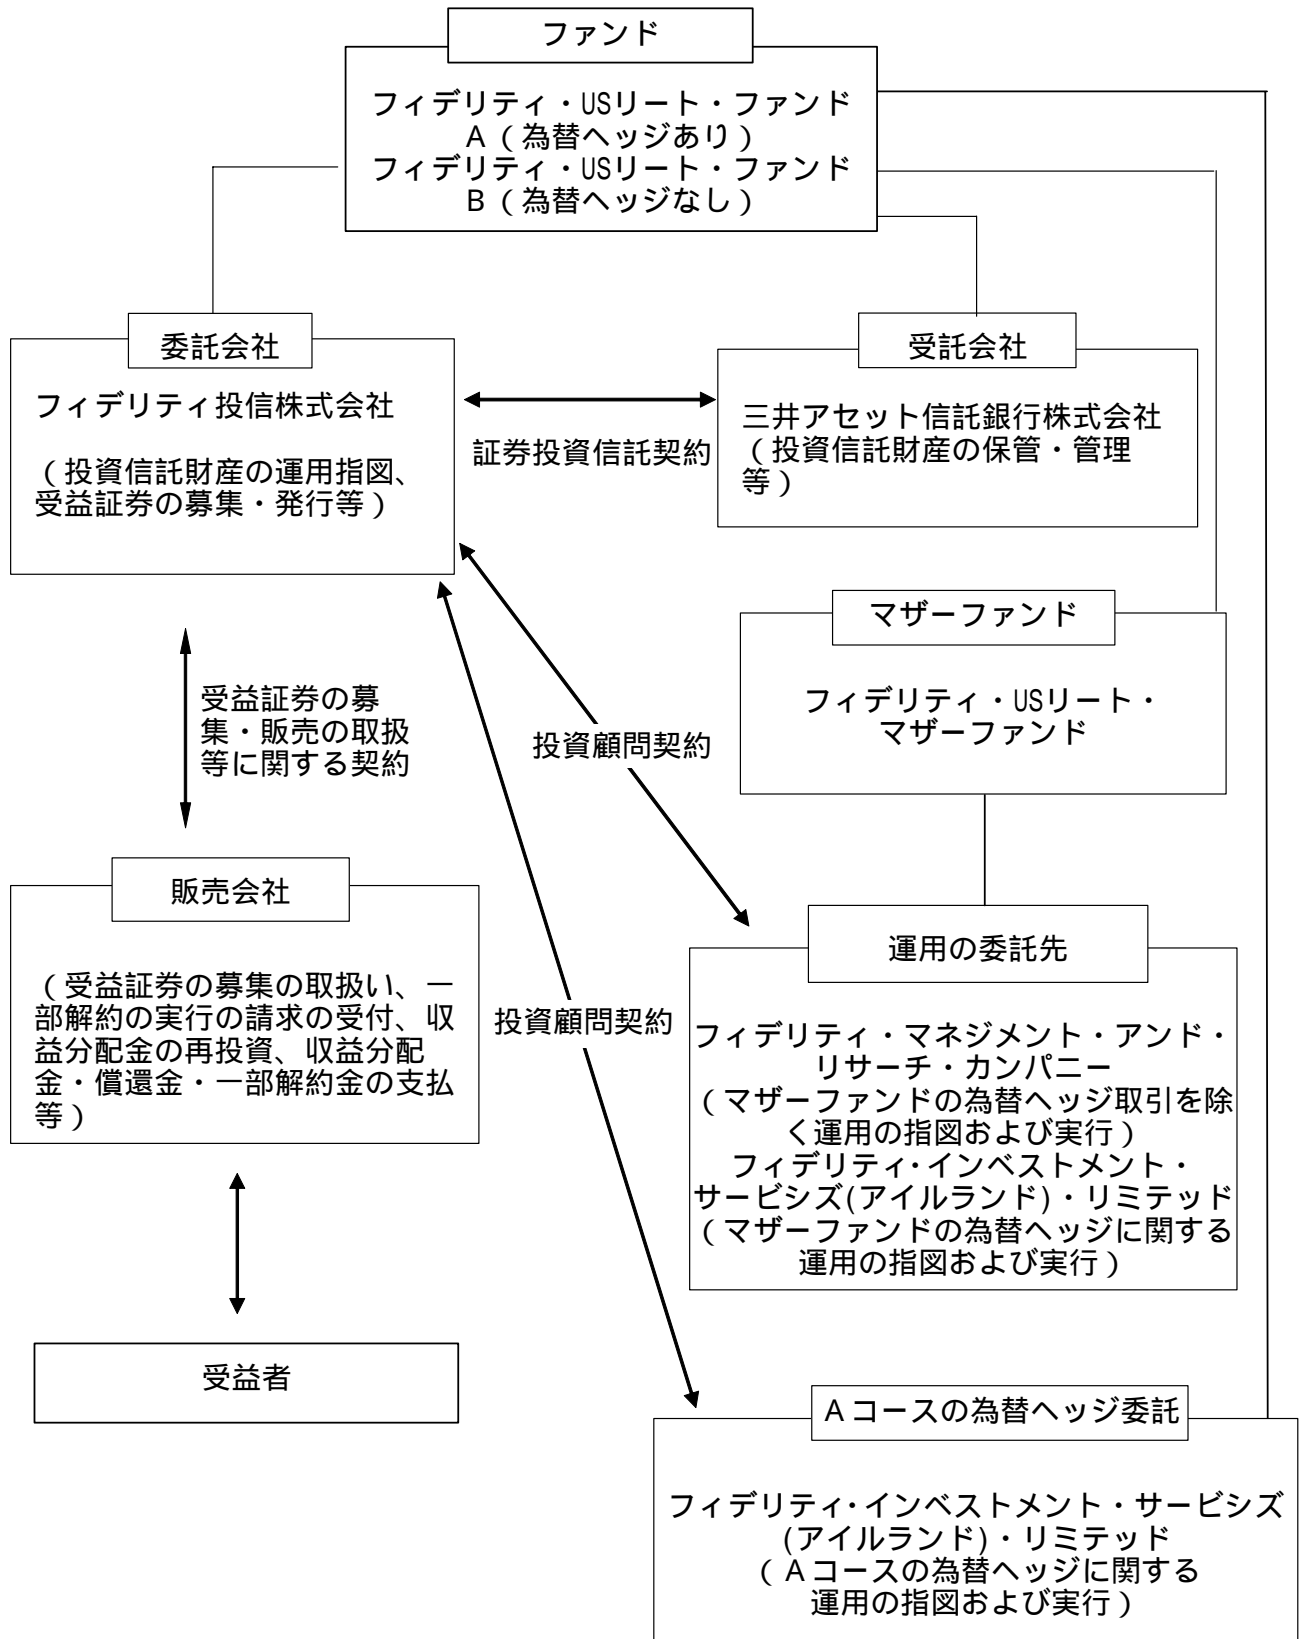 ファンド
フィデリティ・USリート・ファンド
A（為替ヘッジあり）
フィデリティ・USリート・ファンド
B（為替ヘッジなし）
委託会社
フィデリティ投信株式会社
（投資信託財産の運用指図、
受益証券の募集・発行等）
証券投資信託契約
受託会社
三井アセット信託銀行株式会社
（投資信託財産の保管・管理
等）
マザーファンド
フィデリティ・USリート・
マザーファンド
受益証券の募
集・販売の取扱
等に関する契約
投資顧問契約
販売会社
（受益証券の募集の取扱い、一
部解約の実行の請求の受付、収
益分配金の再投資、収益分配
金・償還金・一部解約金の支払
等）
投資顧問契約
運用の委託先
フィデリティ・マネジメント・アンド・
リサーチ・カンパニー
（マザーファンドの為替ヘッジ取引を除
く運用の指図および実行）
フィデリティ･インベストメント・
サービシズ(アイルランド)・リミテッド
（マザーファンドの為替ヘッジに関する
運用の指図および実行）
受益者
Aコースの為替ヘッジ委託
フィデリティ･インベストメント・サービシズ
(アイルランド)・リミテッド
（Aコースの為替ヘッジに関する
運用の指図および実行）